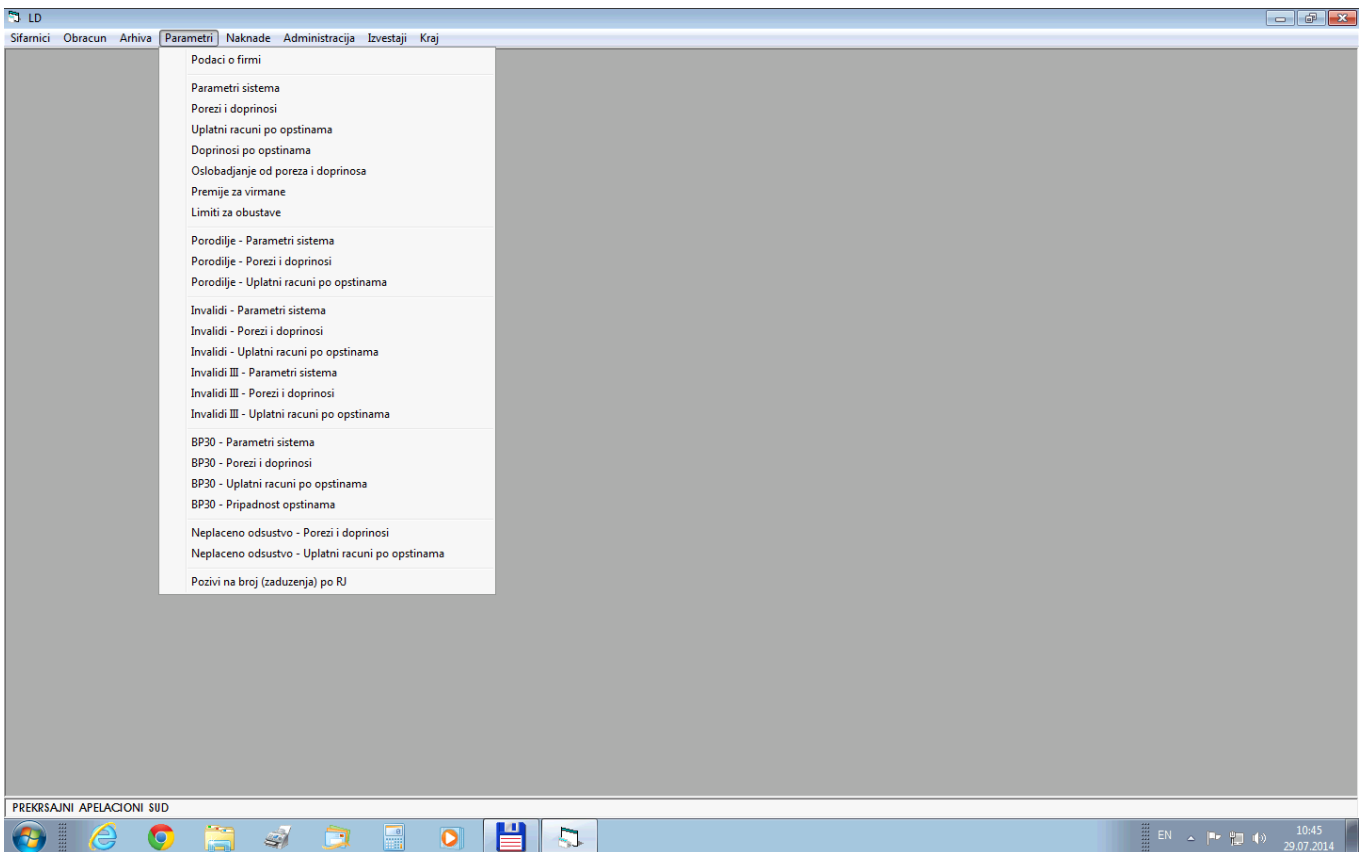 LD
Sifarnici Obracun Arhiva Parametri Naknade Administracija Izvestaji Kraj
Podaci o firmi
Parametri sistema
Porezi i doprinosi
Uplatni racuni po opstinama
Doprinosi po opstinama
Oslobadjanje od poreza i doprinosa
Premije za virmane
Limiti za obustave
Porodilje - Parametri sistema
Porodilje - Porezi i doprinosi
Porodilje - Uplatni racuni po opstinama
Invalidi - Parametri sistema
Invalidi - Porezi i doprinosi
Invalidi - Uplatni racuni po opstinama
Invalidi III - Parametri sistema
Invalidi III - Porezi i doprinosi
Invalidi III - Uplatni racuni po opstinama
BP30 - Parametri sistema
BP30 - Porezi i doprinosi
BP30 - Uplatni racuni po opstinama
BP30 - Pripadnost opstinama
Neplaceno odsustvo - Porezi i doprinosi
Neplaceno odsustvo - Uplatni racuni po opstinama
Pozivi na broj (zaduzenja) po RJ
PREKRSAJNI APELACIONI SUD
EN
10:45
29.07.2014